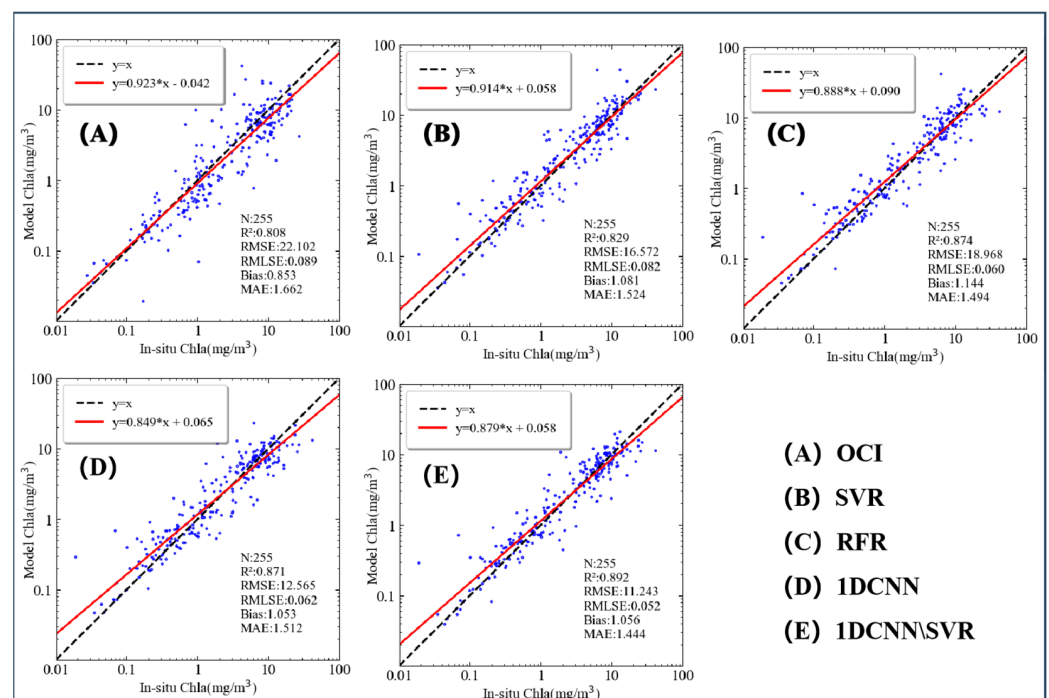 100
10
1
0.1
0.01 0.1 1 10 100
Model Chla(mg/m³)
In-situ Chla(mg/m³)
y=x
y=0.923*x - 0.042
(A)
N:255
R²:0.808
RMSE:22.102
RMLSE:0.089
Bias:0.853
MAE:1.662
100
10
1
0.1
0.01 0.1 1 10 100
Model Chla(mg/m³)
In-situ Chla(mg/m³)
y=x
y=0.914*x + 0.058
(B)
N:255
R²:0.829
RMSE:16.572
RMLSE:0.082
Bias:1.081
MAE:1.524
100
10
1
0.1
0.01 0.1 1 10 100
Model Chla(mg/m³)
In-situ Chla(mg/m³)
y=x
y=0.888*x + 0.090
(C)
N:255
R²:0.874
RMSE:18.968
RMLSE:0.060
Bias:1.144
MAE:1.494
100
10
1
0.1
0.01 0.1 1 10 100
Model Chla(mg/m³)
In-situ Chla(mg/m³)
y=x
y=0.849*x + 0.065
(D)
N:255
R²:0.871
RMSE:12.565
RMLSE:0.062
Bias:1.053
MAE:1.512
100
10
1
0.1
0.01 0.1 1 10 100
Model Chla(mg/m³)
In-situ Chla(mg/m³)
y=x
y=0.879*x + 0.058
(E)
N:255
R²:0.892
RMSE:11.243
RMLSE:0.052
Bias:1.056
MAE:1.444
(A) OCI
(B) SVR
(C) RFR
(D) 1DCNN
(E) 1DCNN\SVR